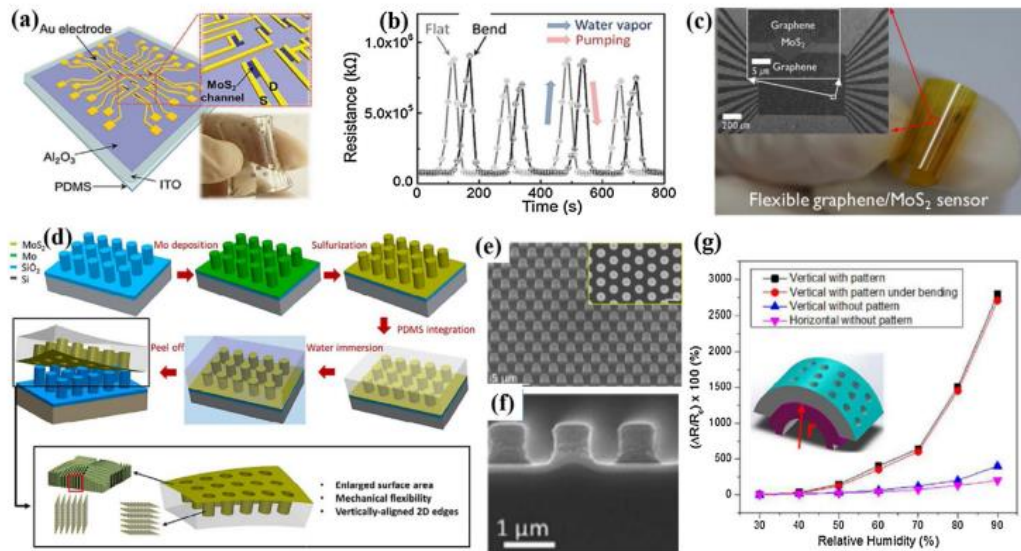 (a)
Au electrode
MoS₂
channel
D
S
Al₂O₃
ITO
PDMS
(b)
Flat
Bend
Water vapor
Pumping
Resistance (kΩ)
1.0×10⁶
5.0×10⁵
0.0
0
200
400
600
800
Time (s)
(c)
Graphene
MoS₂
5 μm
Graphene
200 μm
Flexible graphene/MoS₂ sensor
(d)
MoS₂
Mo
SiO₂
Si
Mo deposition
Sulfurization
PDMS integration
Water immersion
Peel off
• Enlarged surface area
• Mechanical flexibility
• Vertically-aligned 2D edges
(e)
5 μm
(f)
1 μm
(g)
(ΔR/R₀) x 100 (%)
3000
2500
2000
1500
1000
500
0
Vertical with pattern
Vertical with pattern under bending
Vertical without pattern
Horizontal without pattern
r
30
40
50
60
70
80
90
Relative Humidity (%)